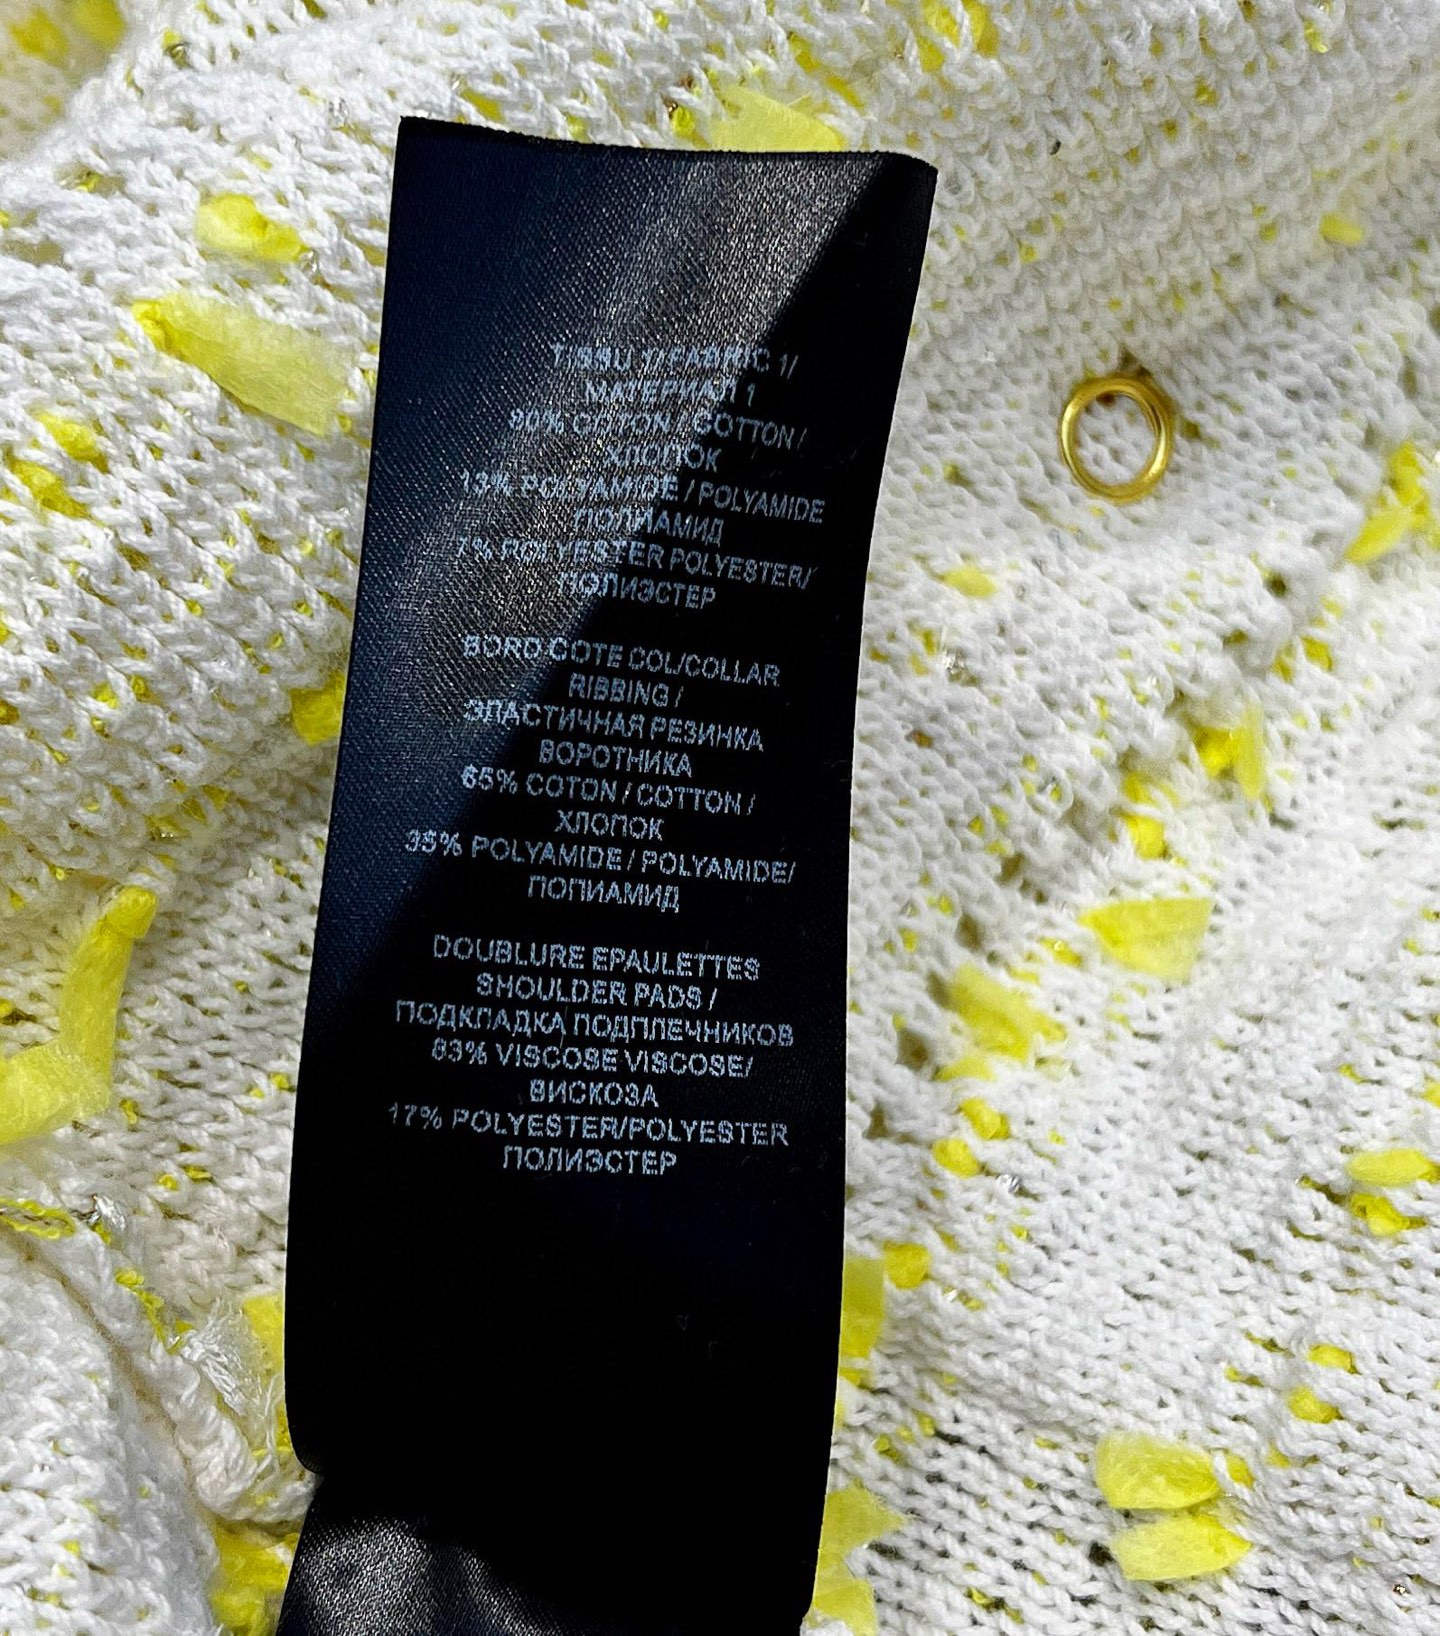 TISSU 1/FABRIC 1/
МАТЕРИАЛ 1
80% COTON / COTTON /
ХЛОПОК
13% POLYAMIDE / POLYAMIDE
ПОЛИАМИД
7% POLYESTER POLYESTER/
ПОЛИЭСТЕР
BORD COTE COL/COLLAR
RIBBING /
ЭЛАСТИЧНАЯ РЕЗИНКА
ВОРОТНИКА
65% COTON / COTTON /
ХЛОПОК
35% POLYAMIDE / POLYAMIDE/
ПОЛИАМИД
DOUBLURE EPAULETTES
SHOULDER PADS /
ПОДКЛАДКА ПОДПЛЕЧНИКОВ
83% VISCOSE VISCOSE/
ВИСКОЗА
17% POLYESTER/POLYESTER
ПОЛИЭСТЕР